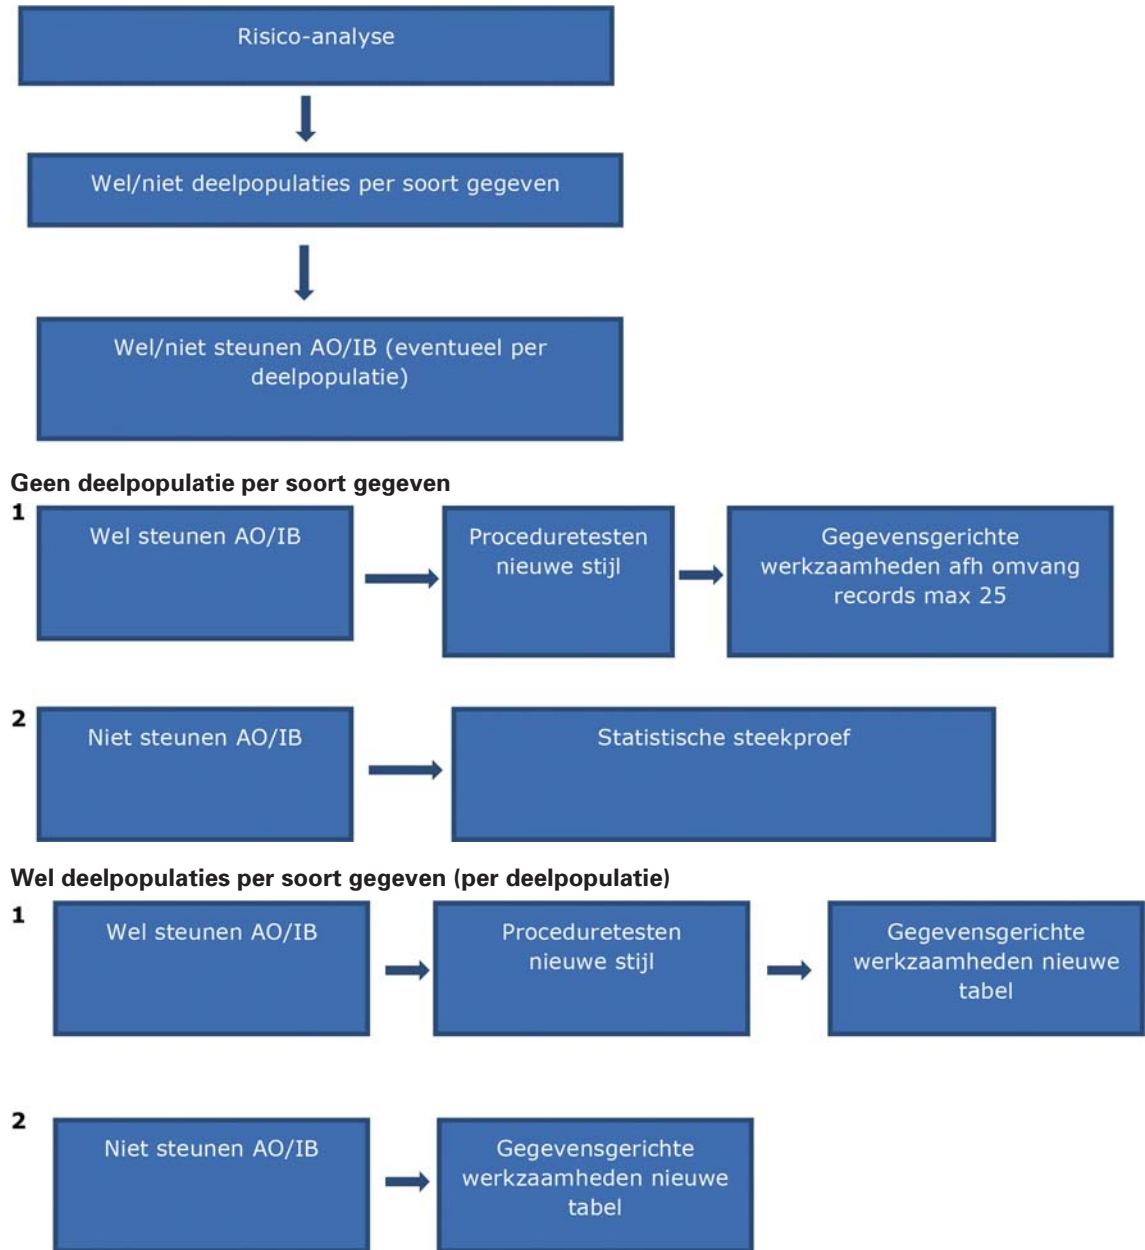 Risico-analyse
Wel/niet deelpopulaties per soort gegeven
Wel/niet steunen AO/IB (eventueel per
deelpopulatie)
Geen deelpopulatie per soort gegeven
1
Wel steunen AO/IB
Proceduretesten
nieuwe stijl
Gegevensgerichte
werkzaamheden afh omvang
records max 25
2
Niet steunen AO/IB
Statistische steekproef
Wel deelpopulaties per soort gegeven (per deelpopulatie)
1
Wel steunen AO/IB
Proceduretesten
nieuwe stijl
Gegevensgerichte
werkzaamheden nieuwe
tabel
2
Niet steunen AO/IB
Gegevensgerichte
werkzaamheden nieuwe
tabel